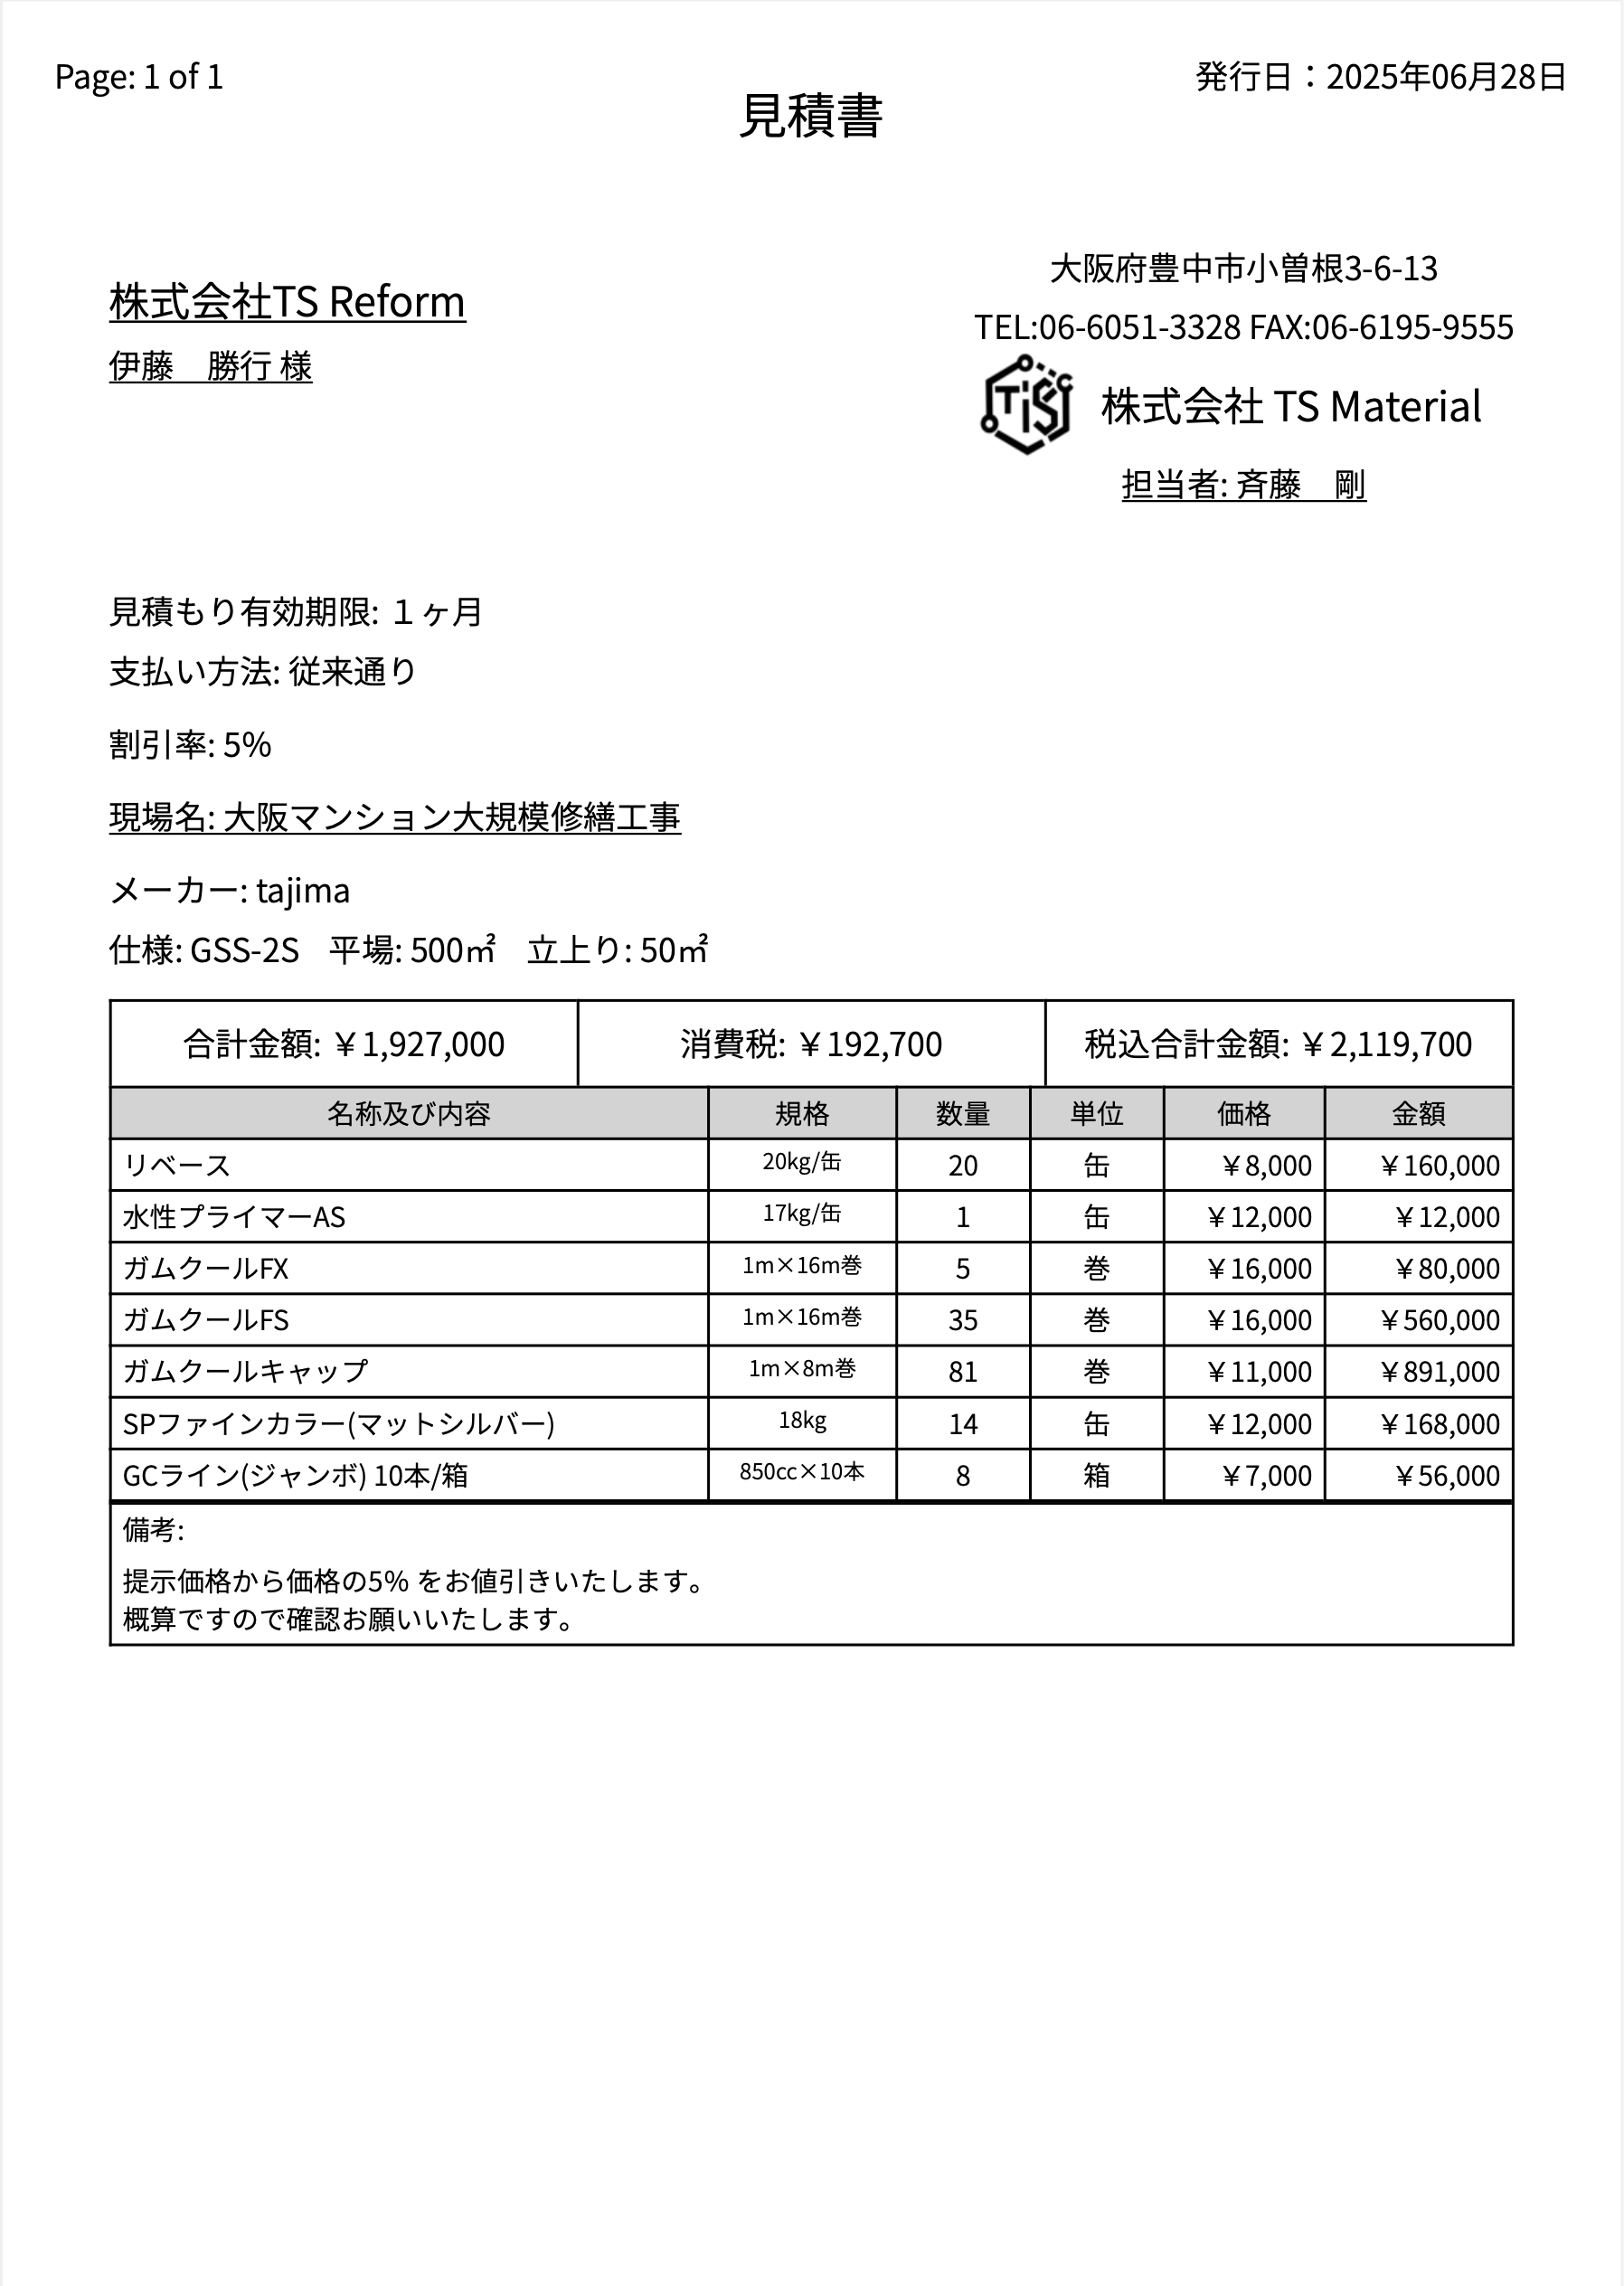 Page: 1 of 1
発行日：2025年06月28日
見積書
株式会社TS Reform
伊藤　勝行 様
大阪府豊中市小曽根3-6-13
TEL:06-6051-3328 FAX:06-6195-9555
TiS C
株式会社 TS Material
担当者: 斉藤　剛
見積もり有効期限: １ヶ月
支払い方法: 従来通り
割引率: 5%
現場名: 大阪マンション大規模修繕工事
メーカー: tajima
仕様: GSS-2S　平場: 500㎡　立上り: 50㎡
合計金額: ￥1,927,000　消費税: ￥192,700　税込合計金額: ￥2,119,700
名称及び内容　規格　数量　単位　価格　金額
リベース　20kg/缶　20　缶　￥8,000　￥160,000
水性プライマーAS　17kg/缶　1　缶　￥12,000　￥12,000
ガムクールFX　1m×16m巻　5　巻　￥16,000　￥80,000
ガムクールFS　1m×16m巻　35　巻　￥16,000　￥560,000
ガムクールキャップ　1m×8m巻　81　巻　￥11,000　￥891,000
SPファインカラー(マットシルバー)　18kg　14　缶　￥12,000　￥168,000
GCライン(ジャンボ) 10本/箱　850cc×10本　8　箱　￥7,000　￥56,000
備考:
提示価格から価格の5% をお値引きいたします。
概算ですので確認お願いいたします。